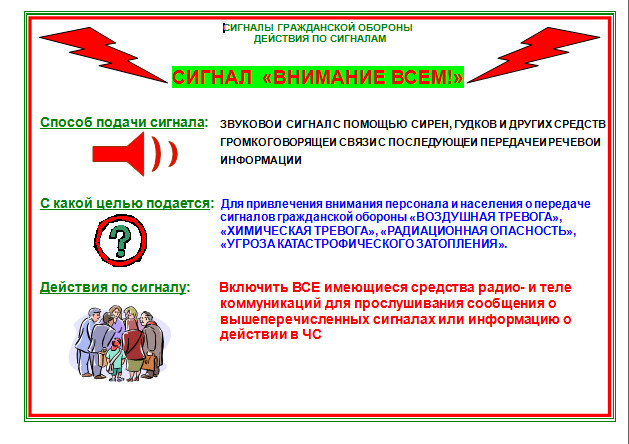 СИГНАЛЫ ГРАЖДАНСКОЙ ОБОРОНЫ
ДЕЙСТВИЯ ПО СИГНАЛАМ
СИГНАЛ «ВНИМАНИЕ ВСЕМ!»
Способ подачи сигнала:
ЗВУКОВОЙ СИГНАЛ С ПОМОЩЬЮ СИРЕН, ГУДКОВ И ДРУГИХ СРЕДСТВ
ГРОМКОГОВОРЯЩЕЙ СВЯЗИ С ПОСЛЕДУЮЩЕЙ ПЕРЕДАЧЕЙ РЕЧЕВОЙ
ИНФОРМАЦИИ
С какой целью подается:
Для привлечения внимания персонала и населения о передаче
сигналов гражданской обороны «ВОЗДУШНАЯ ТРЕВОГА»,
«ХИМИЧЕСКАЯ ТРЕВОГА», «РАДИАЦИОННАЯ ОПАСНОСТЬ»,
«УГРОЗА КАТАСТРОФИЧЕСКОГО ЗАТОПЛЕНИЯ».
?
Действия по сигналу:
Включить ВСЕ имеющиеся средства радио- и теле
коммуникаций для прослушивания сообщения о
вышеперечисленных сигналах или информацию о
действии в ЧС